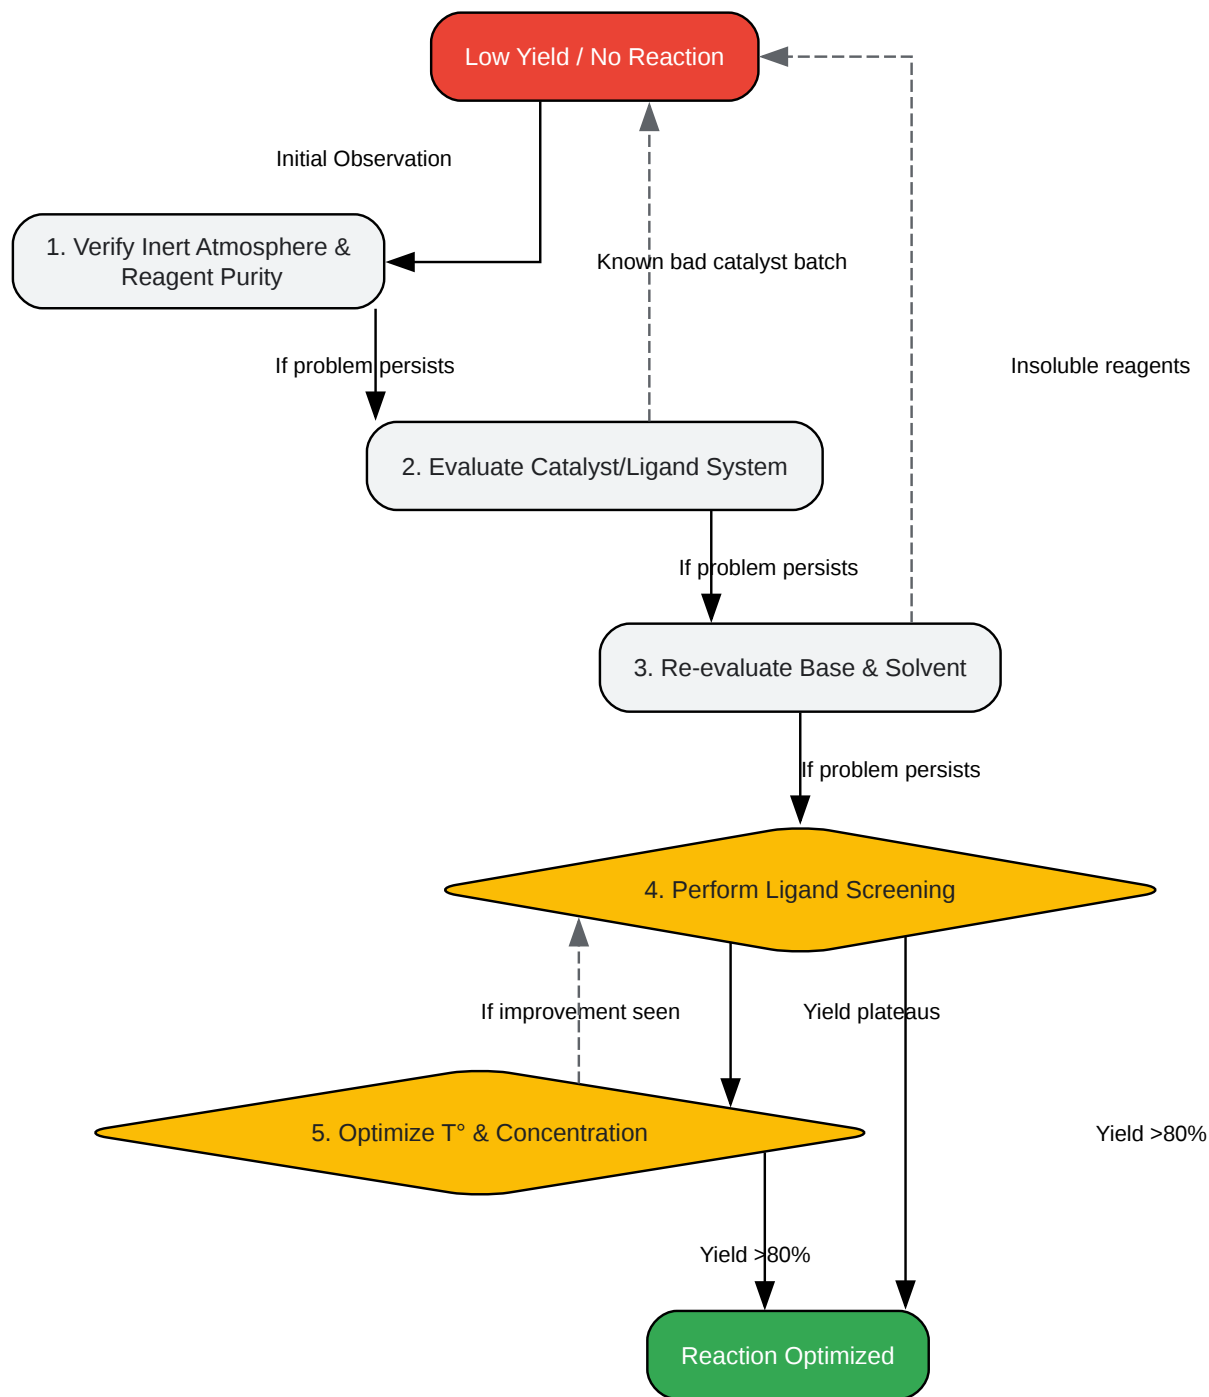 Low Yield / No Reaction
Initial Observation
1. Verify Inert Atmosphere &
Reagent Purity
Known bad catalyst batch
If problem persists
Insoluble reagents
2. Evaluate Catalyst/Ligand System
If problem persists
3. Re-evaluate Base & Solvent
If problem persists
4. Perform Ligand Screening
If improvement seen
Yield plateaus
5. Optimize T° & Concentration
Yield >80%
Yield >80%
Reaction Optimized